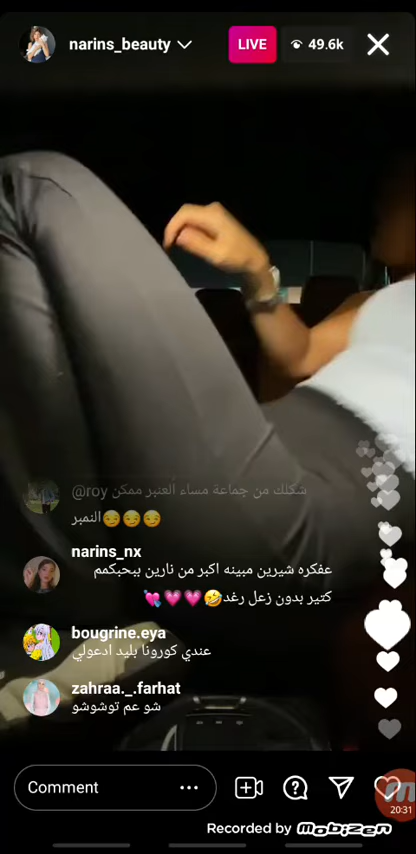 narins_beauty
LIVE
49.6k
@roy شكلك من جماعة مساء العنبر ممكن
النمبر😏😏😏
narins_nx
عفكره شيرين مبينه اكبر من نارين ببحبكمم
كتير بدون زعل رغد🤣💗💗💘
bougrine.eya
عندي كورونا بليد ادعولي
zahraa._.farhat
شو عم توشوشو
Comment
20:31
Recorded by MOBIZEN